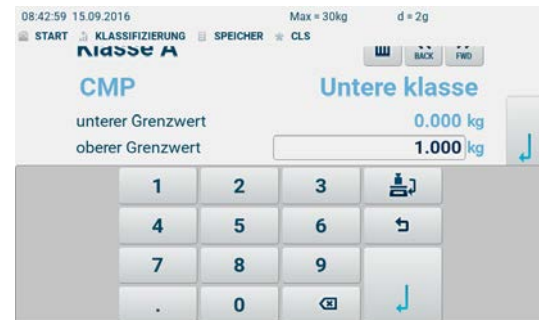 08:42:59 15.09.2016 Max = 30kg d = 2g
START KLASSIFIZIERUNG SPEICHER CLS
Klasse A BACK FWD
CMP Untere klasse
unterer Grenzwert 0.000 kg
oberer Grenzwert 1.000 kg
1 2 3
4 5 6
7 8 9
. 0